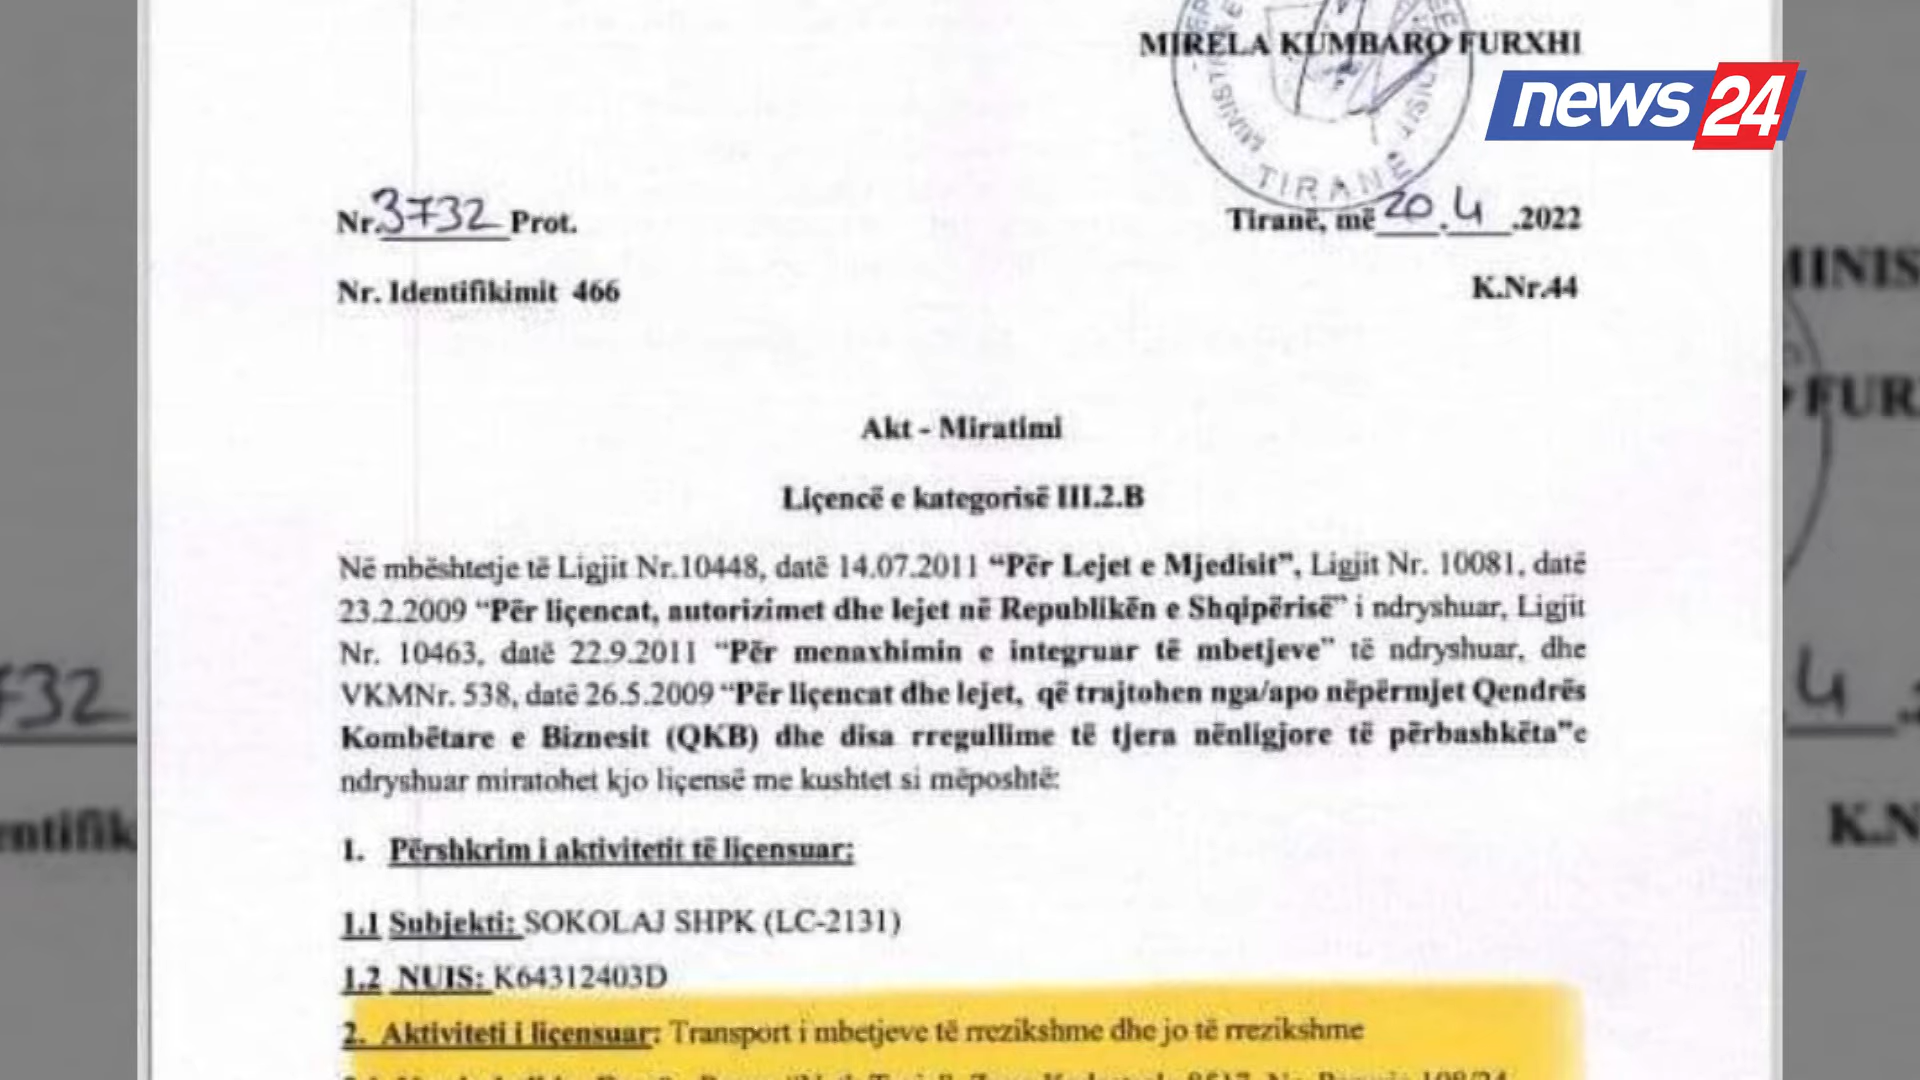 MIRELA KUMBARO FURXHI
news 24
TIRANË
Nr. 3732 Prot.
Tiranë, më 20.4.2022
Nr. Identifikimit 466
K.Nr.44
Akt - Miratimi
Liçencë e kategorisë III.2.B
Në mbështetje të Ligjit Nr.10448, datë 14.07.2011 “Për Lejet e Mjedisit”, Ligjit Nr. 10081, datë
23.2.2009 “Për liçencat, autorizimet dhe lejet në Republikën e Shqipërisë” i ndryshuar, Ligjit
Nr. 10463, datë 22.9.2011 “Për menaxhimin e integruar të mbetjeve” të ndryshuar, dhe
VKMNr. 538, datë 26.5.2009 “Për liçencat dhe lejet, që trajtohen nga/apo nëpërmjet Qendrës
Kombëtare e Biznesit (QKB) dhe disa rregullime të tjera nënligjore të përbashkëta”e
ndryshuar miratohet kjo liçensë me kushtet si mëposhtë:
1. Përshkrim i aktivitetit të liçensuar:
1.1 Subjekti: SOKOLAJ SHPK (LC-2131)
1.2 NUIS: K64312403D
2. Aktiviteti i liçensuar: Transport i mbetjeve të rrezikshme dhe jo të rrezikshme